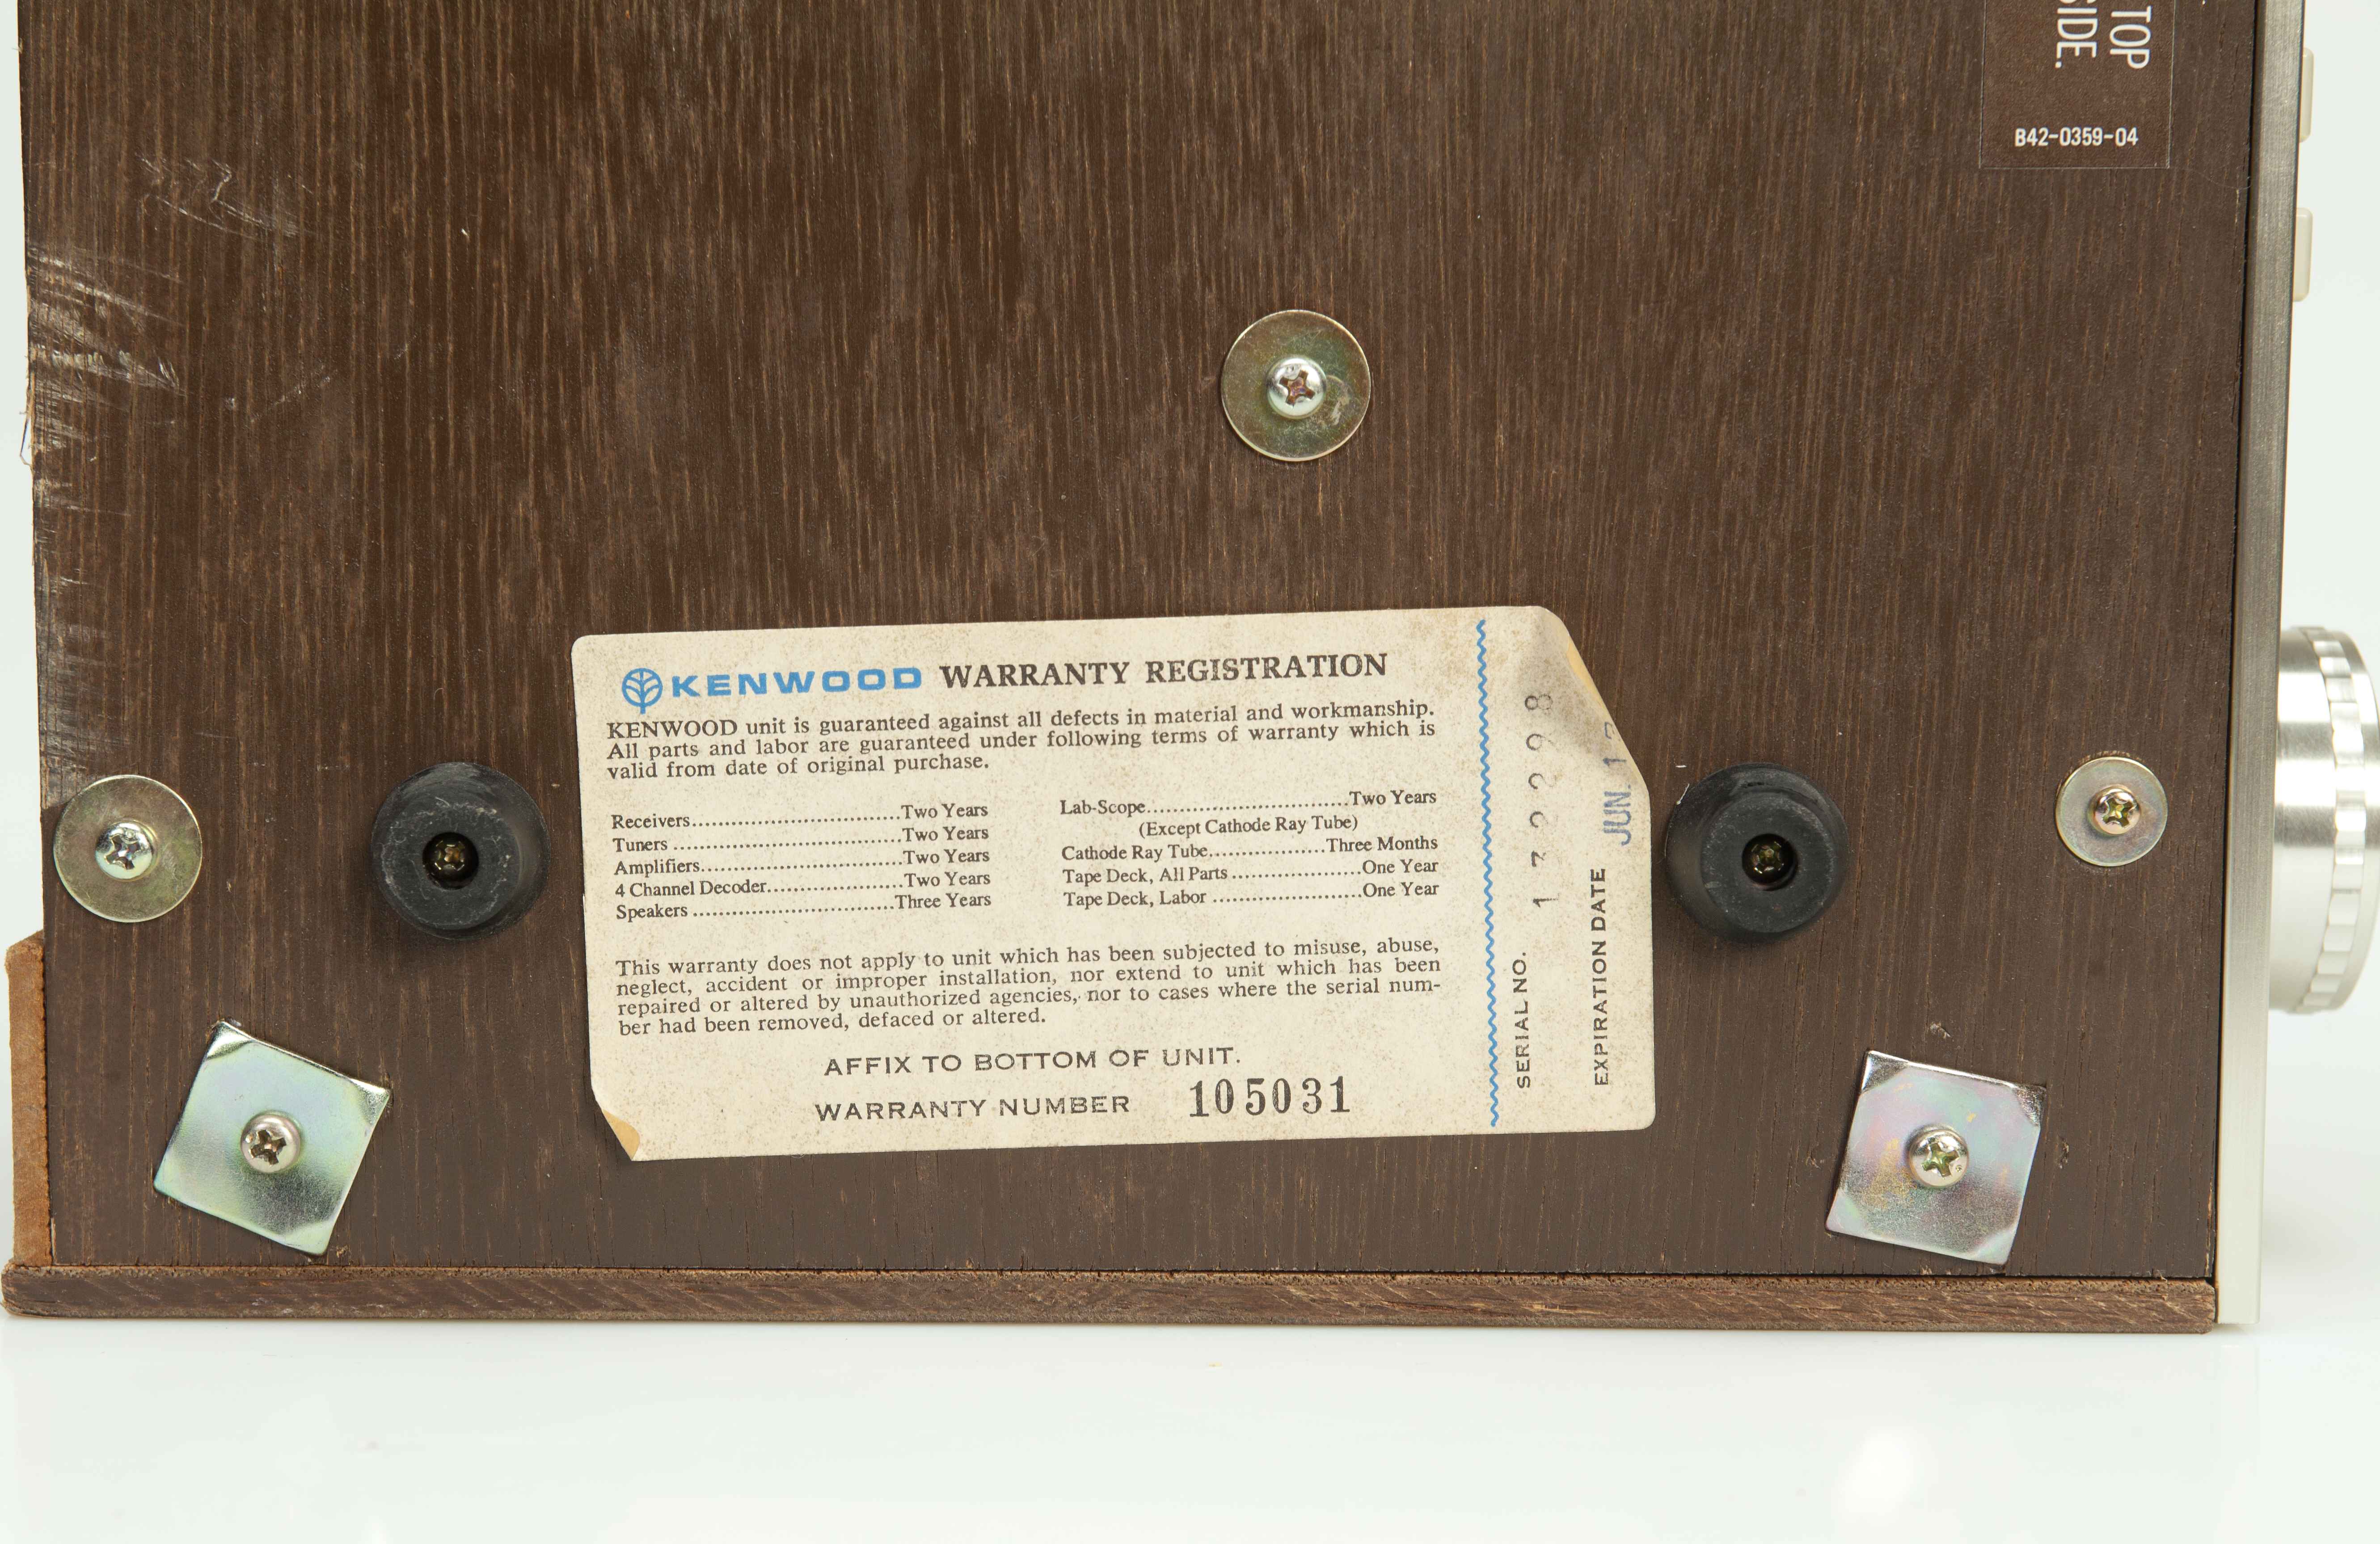 TOP
SIDE.
B42-0359-04
KENWOOD WARRANTY REGISTRATION
KENWOOD unit is guaranteed against all defects in material and workmanship.
All parts and labor are guaranteed under following terms of warranty which is
valid from date of original purchase.
Receivers................................Two Years
Tuners ...................................Two Years
Amplifiers...............................Two Years
4 Channel Decoder.....................Two Years
Speakers ...............................Three Years
Lab-Scope...............................Two Years
(Except Cathode Ray Tube)
Cathode Ray Tube..................Three Months
Tape Deck, All Parts ....................One Year
Tape Deck, Labor .......................One Year
This warranty does not apply to unit which has been subjected to misuse, abuse,
neglect, accident or improper installation, nor extend to unit which has been
repaired or altered by unauthorized agencies, nor to cases where the serial num-
ber had been removed, defaced or altered.
AFFIX TO BOTTOM OF UNIT.
WARRANTY NUMBER 105031
SERIAL NO.
EXPIRATION DATE JUN. 1